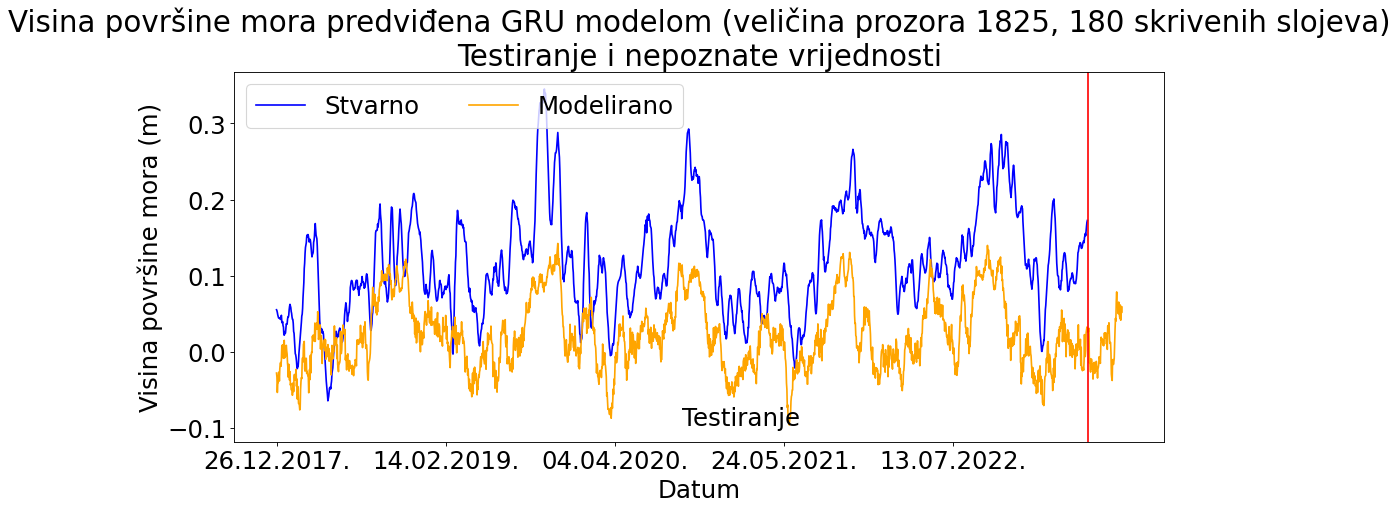 Visina površine mora predviđena GRU modelom (veličina prozora 1825, 180 skrivenih slojeva)
Testiranje i nepoznate vrijednosti
Stvarno Modelirano
Visina površine mora (m)
0.3
0.2
0.1
0.0
−0.1
Testiranje
26.12.2017. 14.02.2019. 04.04.2020. 24.05.2021. 13.07.2022.
Datum